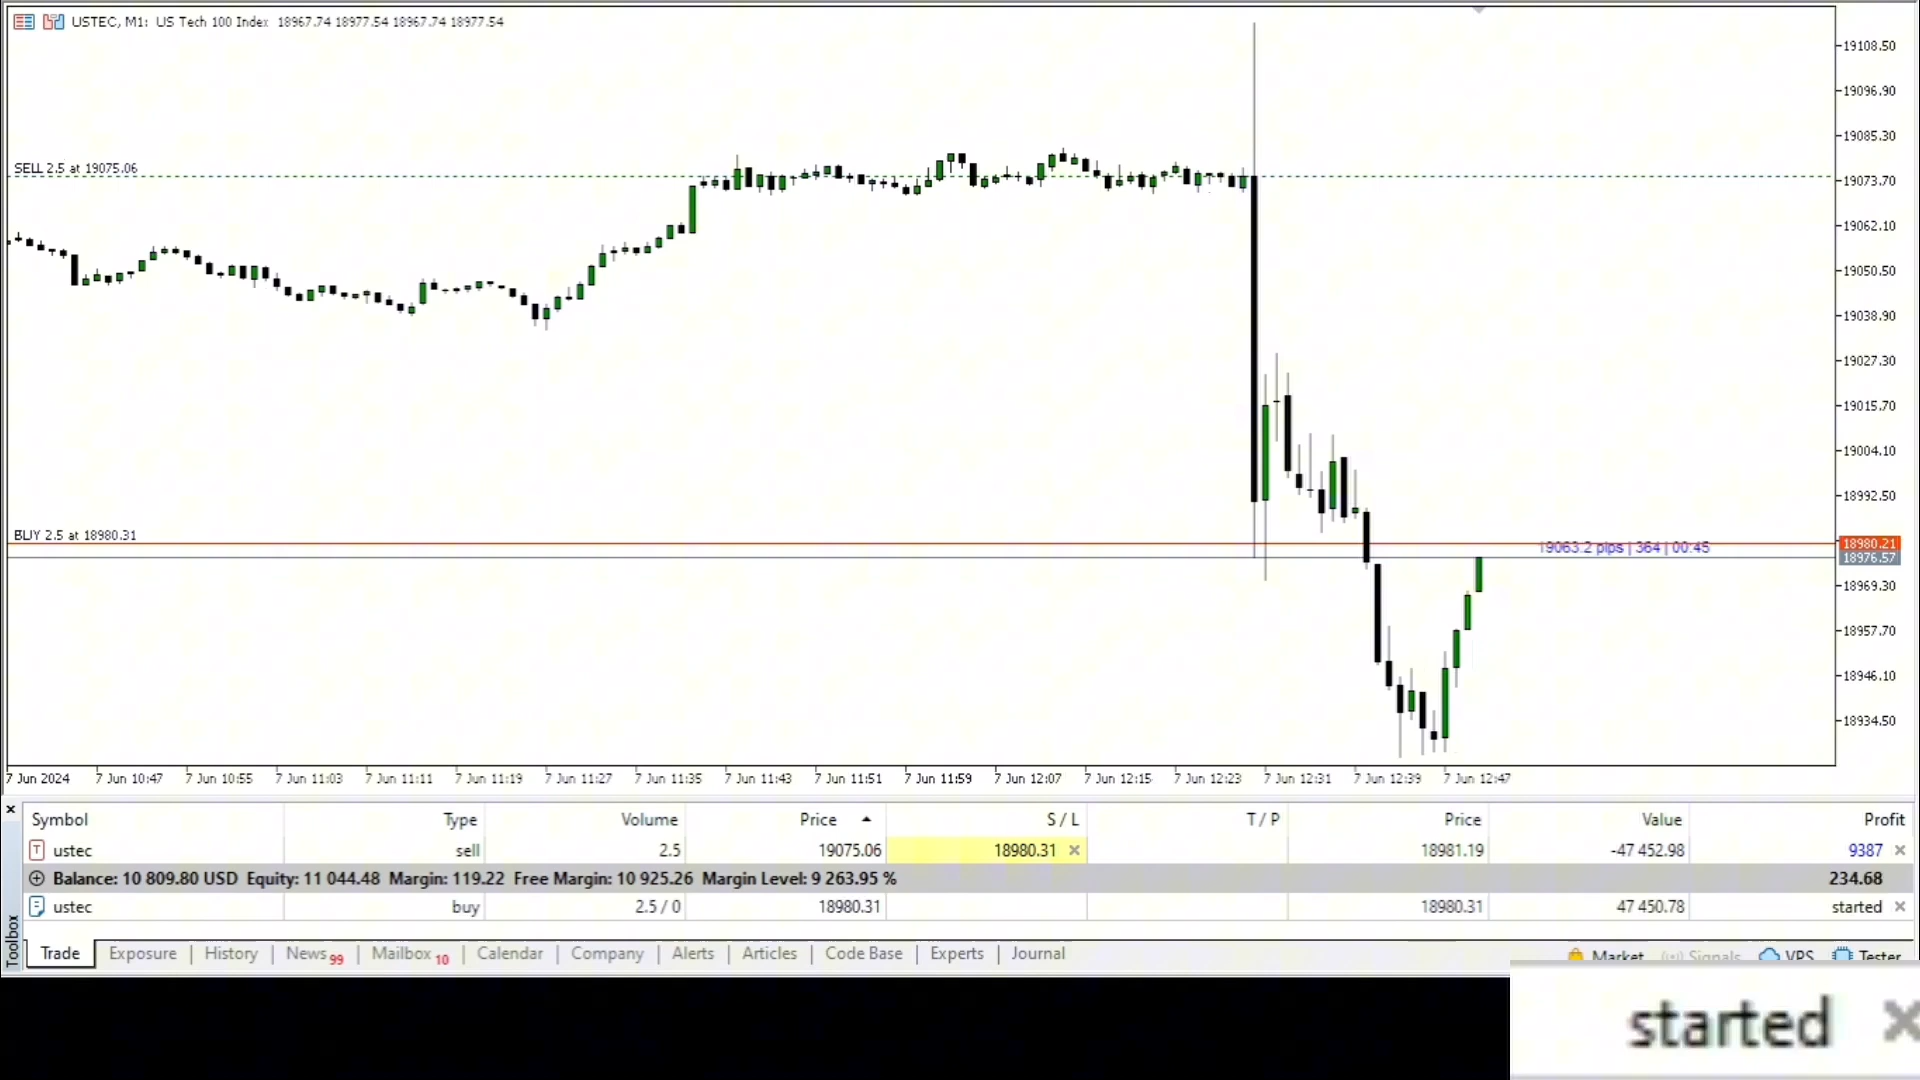 USTEC, M1: US Tech 100 Index 18967.74 18977.54 18967.74 18977.54
19108.50
19096.90
19085.30
SELL 2.5 at 19075.06
19073.70
19062.10
19050.50
19038.90
19027.30
19015.70
19004.10
18992.50
BUY 2.5 at 18980.31
18980.21
19063.2 pips | 364 | 00:45
18976.57
18969.30
18957.70
18946.10
18934.50
7 Jun 2024 7 Jun 10:47 7 Jun 10:55 7 Jun 11:03 7 Jun 11:11 7 Jun 11:19 7 Jun 11:27 7 Jun 11:35 7 Jun 11:43 7 Jun 11:51 7 Jun 11:59 7 Jun 12:07 7 Jun 12:15 7 Jun 12:23 7 Jun 12:31 7 Jun 12:39 7 Jun 12:47
Symbol Type Volume Price S / L T / P Price Value Profit
ustec sell 2.5 19075.06 18980.31 18981.19 -47 452.98 9387
Balance: 10 809.80 USD Equity: 11 044.48 Margin: 119.22 Free Margin: 10 925.26 Margin Level: 9 263.95 % 234.68
ustec buy 2.5 / 0 18980.31 18980.31 47 450.78 started
Toolbox
Trade Exposure History News 99 Mailbox 10 Calendar Company Alerts Articles Code Base Experts Journal Market Signals VPS Tester
started